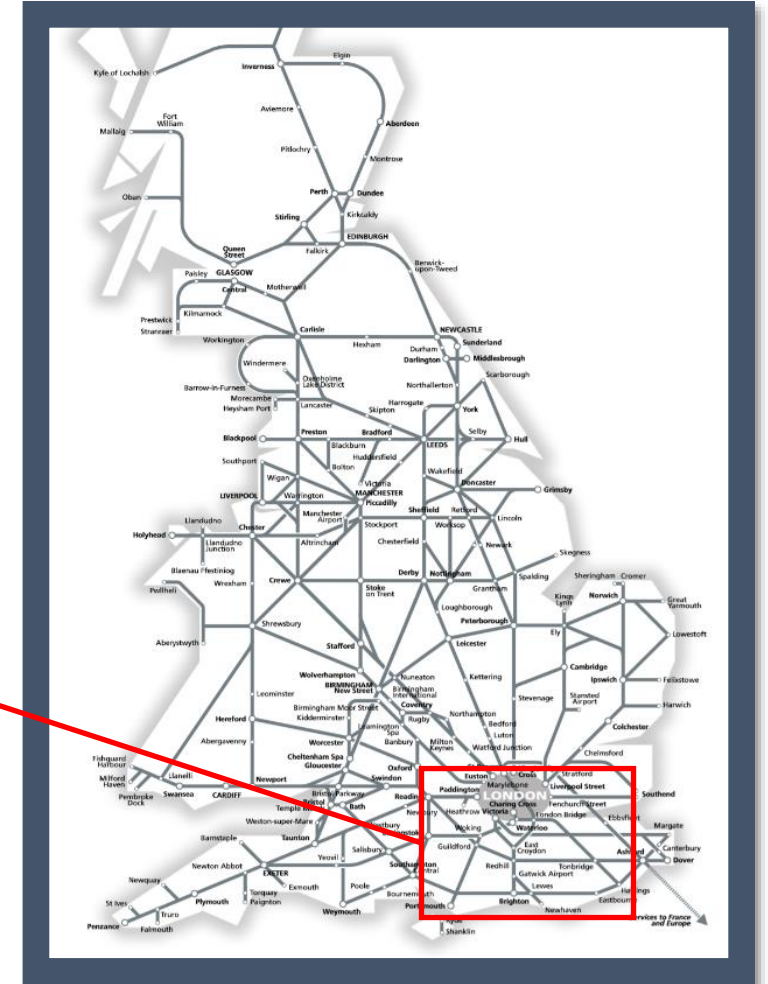 Elgin
Inverness
Kyle of Lochalsh
Aviemore
Fort
William
Mallaig
Aberdeen
Pitlochry
Montrose
Perth
Dundee
Oban
Stirling
Kirkcaldy
EDINBURGH
Queen
Street
Falkirk
Berwick-
upon-Tweed
Paisley
GLASGOW
Central
Motherwell
Prestwick
Kilmarnock
Stranraer
Carlisle
NEWCASTLE
Workington
Hexham
Durham
Sunderland
Darlington
Middlesbrough
Windermere
Scarborough
Oxenholme
Lake District
Barrow-in-Furness
Northallerton
Morecambe
Heysham Port
Lancaster
Skipton
Harrogate
York
Blackpool
Preston
Bradford
Selby
Hull
Blackburn
LEEDS
Huddersfield
Southport
Bolton
Wakefield
Wigan
Victoria
Doncaster
LIVERPOOL
Warrington
MANCHESTER
Piccadilly
Grimsby
Manchester
Airport
Sheffield
Retford
Llandudno
Stockport
Worksop
Lincoln
Holyhead
Chester
Llandudno
Junction
Altrincham
Chesterfield
Newark
Skegness
Blaenau Ffestiniog
Wrexham
Crewe
Stoke
on Trent
Derby
Nottingham
Grantham
Spalding
Sheringham
Cromer
Pwllheli
Loughborough
Kings
Lynn
Norwich
Great
Yarmouth
Peterborough
Ely
Aberystwyth
Shrewsbury
Stafford
Leicester
Lowestoft
Wolverhampton
Nuneaton
Kettering
Cambridge
BIRMINGHAM
New Street
Birmingham
International
Ipswich
Felixstowe
Leominster
Coventry
Stevenage
Stansted
Airport
Harwich
Birmingham Moor Street
Kidderminster
Rugby
Northampton
Hereford
Leamington
Spa
Bedford
Colchester
Abergavenny
Worcester
Banbury
Milton
Keynes
Luton
Watford Junction
Chelmsford
Fishguard
Harbour
Cheltenham Spa
Gloucester
Oxford
Euston
Cross
Stratford
Milford
Haven
Llanelli
Newport
Swindon
Paddington
Marylebone
LONDON
Liverpool Street
Southend
Pembroke
Dock
Swansea
CARDIFF
Parkway
Bristol
Temple
Bath
Charing Cross
Fenchurch Street
Heathrow
Victoria
London Bridge
Weston-super-Mare
Waterloo
Margate
Barnstaple
Taunton
Woking
Canterbury
Yeovil
Salisbury
Guildford
East
Croydon
Dover
Newton Abbot
EXETER
Redhill
Tonbridge
Newquay
Exmouth
Poole
Gatwick Airport
St Ives
Plymouth
Torquay
Paignton
Bournemouth
Lewes
Truro
Weymouth
Brighton
Newhaven
Penzance
Falmouth
Shanklin
and Europe